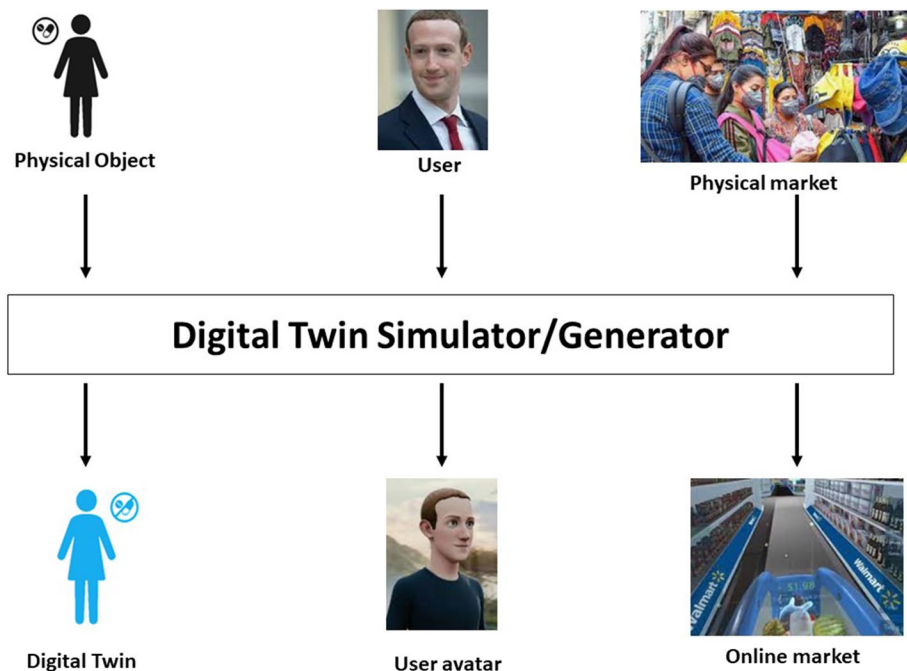 Physical Object
User
Physical market
Digital Twin Simulator/Generator
$1.98
Walmart
Walmart
Digital Twin
User avatar
Online market